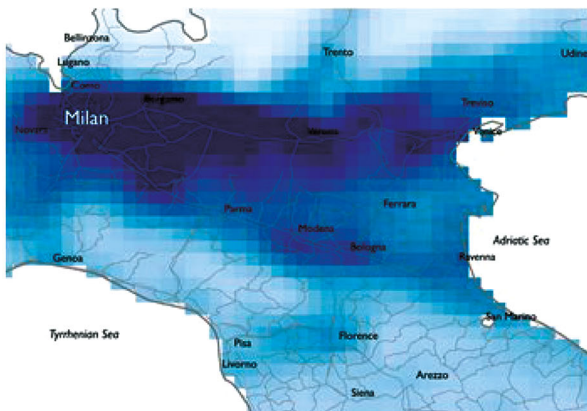 Bellinzona
Lugano
Como
Trento
Udine
Bergamo
Treviso
Milan
Novara
Verona
Venice
Parma
Ferrara
Modena
Bologna
Adriatic Sea
Genoa
Ravenna
San Marino
Tyrrhenian Sea
Pisa
Florence
Livorno
Arezzo
Siena